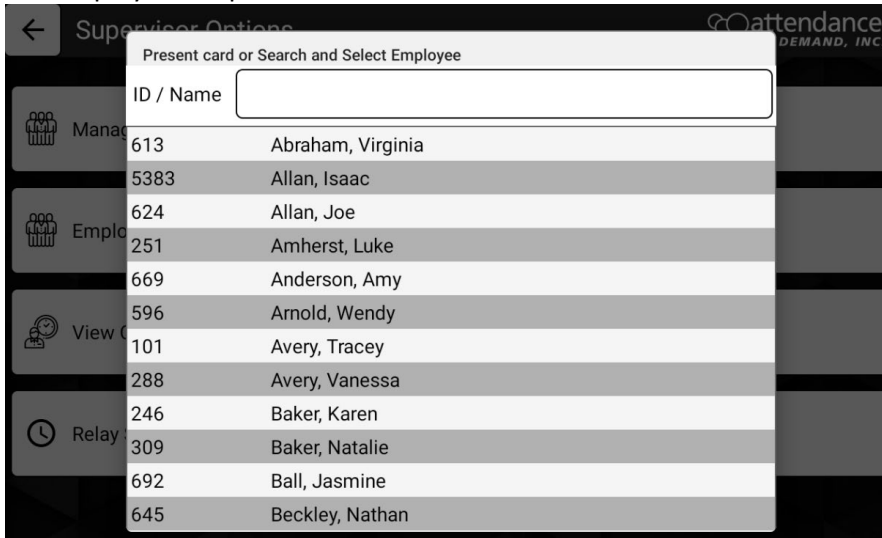 Supervisor Options
attendance
DEMAND, INC
Present card or Search and Select Employee
ID / Name
Manag
613 Abraham, Virginia
5383 Allan, Isaac
624 Allan, Joe
Emplo
251 Amherst, Luke
669 Anderson, Amy
596 Arnold, Wendy
View
101 Avery, Tracey
288 Avery, Vanessa
246 Baker, Karen
Relay
309 Baker, Natalie
692 Ball, Jasmine
645 Beckley, Nathan